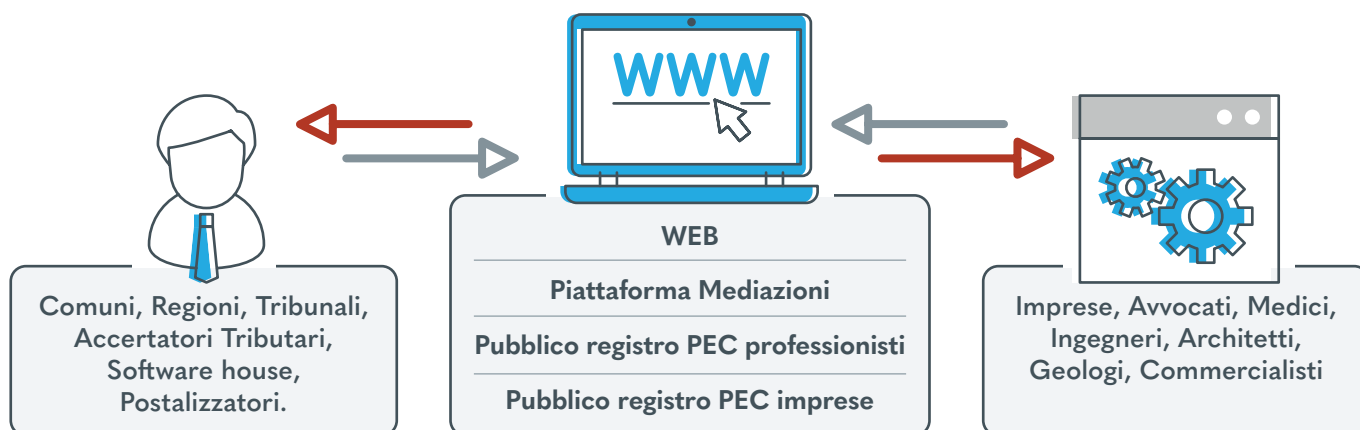 WWW
Comuni, Regioni, Tribunali,
Accertatori Tributari,
Software house,
Postalizzatori.
WEB
Piattaforma Mediazioni
Pubblico registro PEC professionisti
Pubblico registro PEC imprese
Imprese, Avvocati, Medici,
Ingegneri, Architetti,
Geologi, Commercialisti